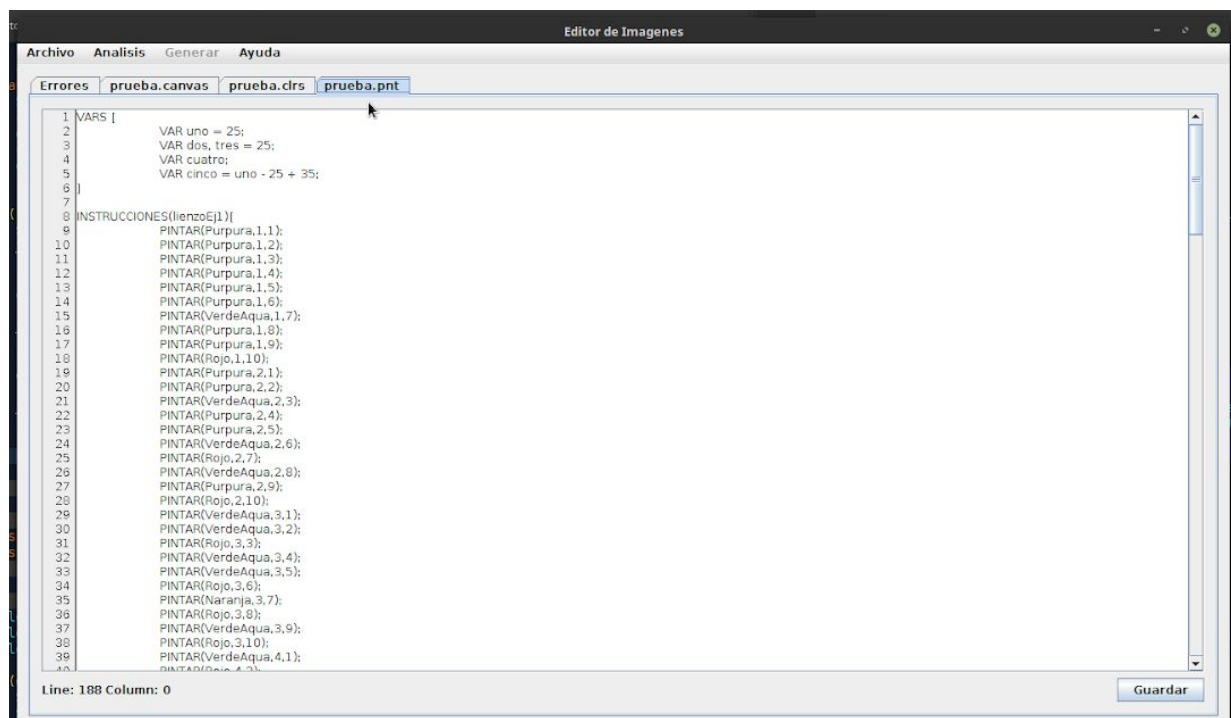 Editor de Imagenes
Archivo Analisis Generar Ayuda
Errores prueba.canvas prueba.clrs prueba.pnt
1 VARS [
2 VAR uno = 25;
3 VAR dos, tres = 25;
4 VAR cuatro;
5 VAR cinco = uno - 25 + 35;
6 ]
7
8 INSTRUCCIONES(lienzoEj1){
9 PINTAR(Purpura,1,1);
10 PINTAR(Purpura,1,2);
11 PINTAR(Purpura,1,3);
12 PINTAR(Purpura,1,4);
13 PINTAR(Purpura,1,5);
14 PINTAR(Purpura,1,6);
15 PINTAR(VerdeAqua,1,7);
16 PINTAR(Purpura,1,8);
17 PINTAR(Purpura,1,9);
18 PINTAR(Rojo,1,10);
19 PINTAR(Purpura,2,1);
20 PINTAR(Purpura,2,2);
21 PINTAR(VerdeAqua,2,3);
22 PINTAR(Purpura,2,4);
23 PINTAR(Purpura,2,5);
24 PINTAR(VerdeAqua,2,6);
25 PINTAR(Rojo,2,7);
26 PINTAR(VerdeAqua,2,8);
27 PINTAR(Purpura,2,9);
28 PINTAR(Rojo,2,10);
29 PINTAR(VerdeAqua,3,1);
30 PINTAR(VerdeAqua,3,2);
31 PINTAR(Rojo,3,3);
32 PINTAR(VerdeAqua,3,4);
33 PINTAR(VerdeAqua,3,5);
34 PINTAR(Rojo,3,6);
35 PINTAR(Naranja,3,7);
36 PINTAR(Rojo,3,8);
37 PINTAR(VerdeAqua,3,9);
38 PINTAR(Rojo,3,10);
39 PINTAR(VerdeAqua,4,1);
40 PINTAR(Rojo,4,2);
Line: 188 Column: 0
Guardar